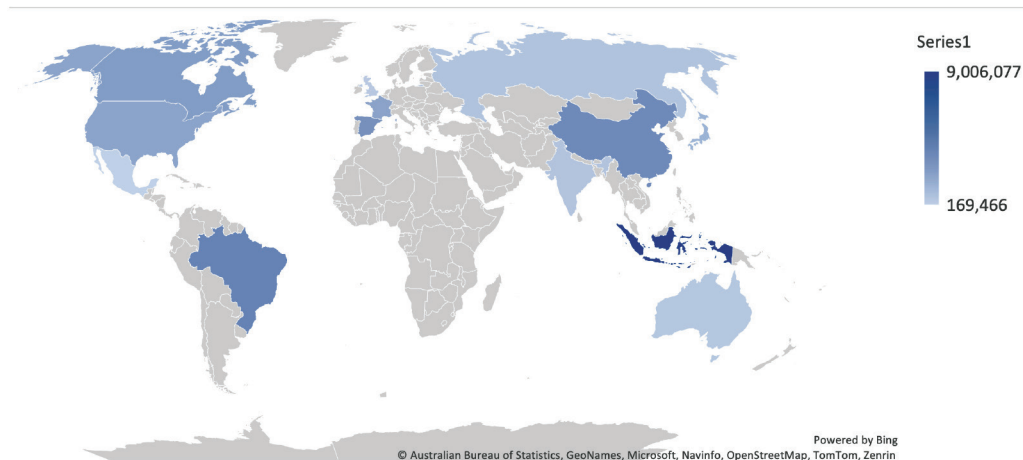 Series1
9,006,077
169,466
Powered by Bing
© Australian Bureau of Statistics, GeoNames, Microsoft, Navinfo, OpenStreetMap, TomTom, Zenrin